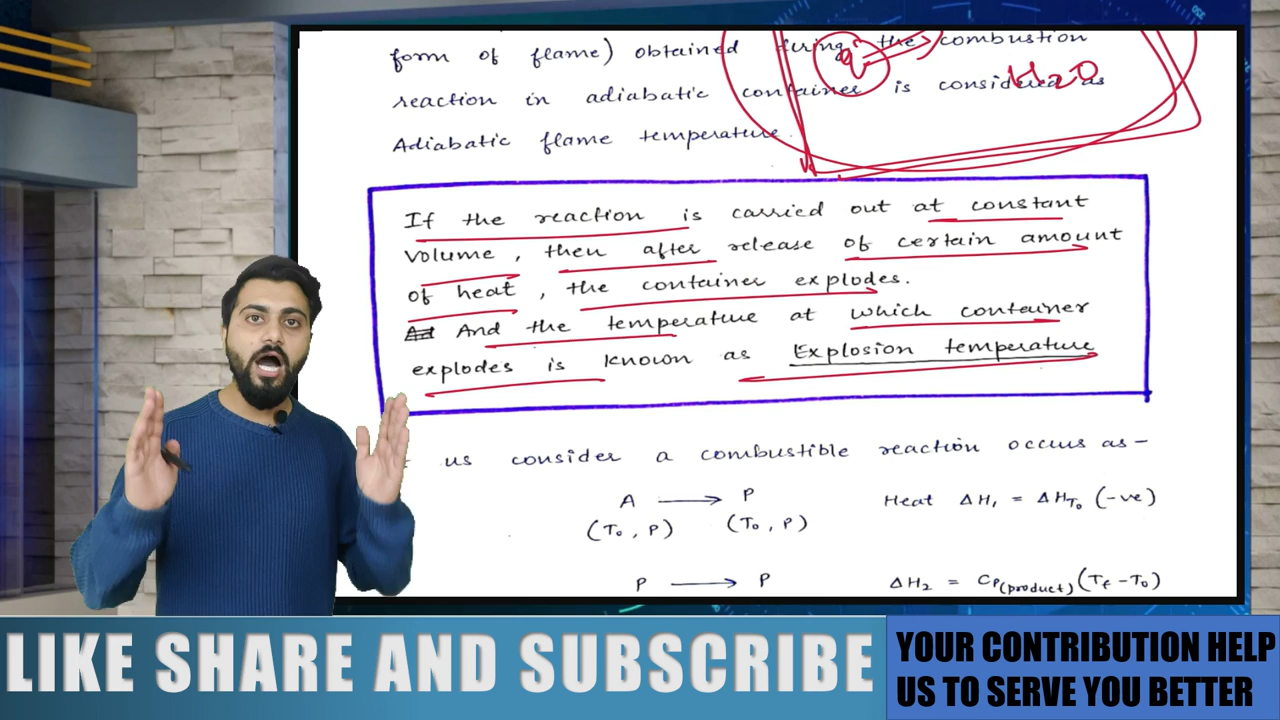 form of flame) obtained during the combustion
q
H2O
reaction in adiabatic container is considered as
Adiabatic flame temperature.
If the reaction is carried out at constant
volume, then after release of certain amount
of heat, the container explodes.
And the temperature at which container
explodes is known as Explosion temperature
us consider a combustible reaction occurs as-
A ⟶ P Heat ΔH₁ = ΔH_T₀ (-ve)
(T₀, P) (T₀, P)
P ⟶ P ΔH₂ = CP(product) (Tf - T₀)
LIKE SHARE AND SUBSCRIBE
YOUR CONTRIBUTION HELP
US TO SERVE YOU BETTER